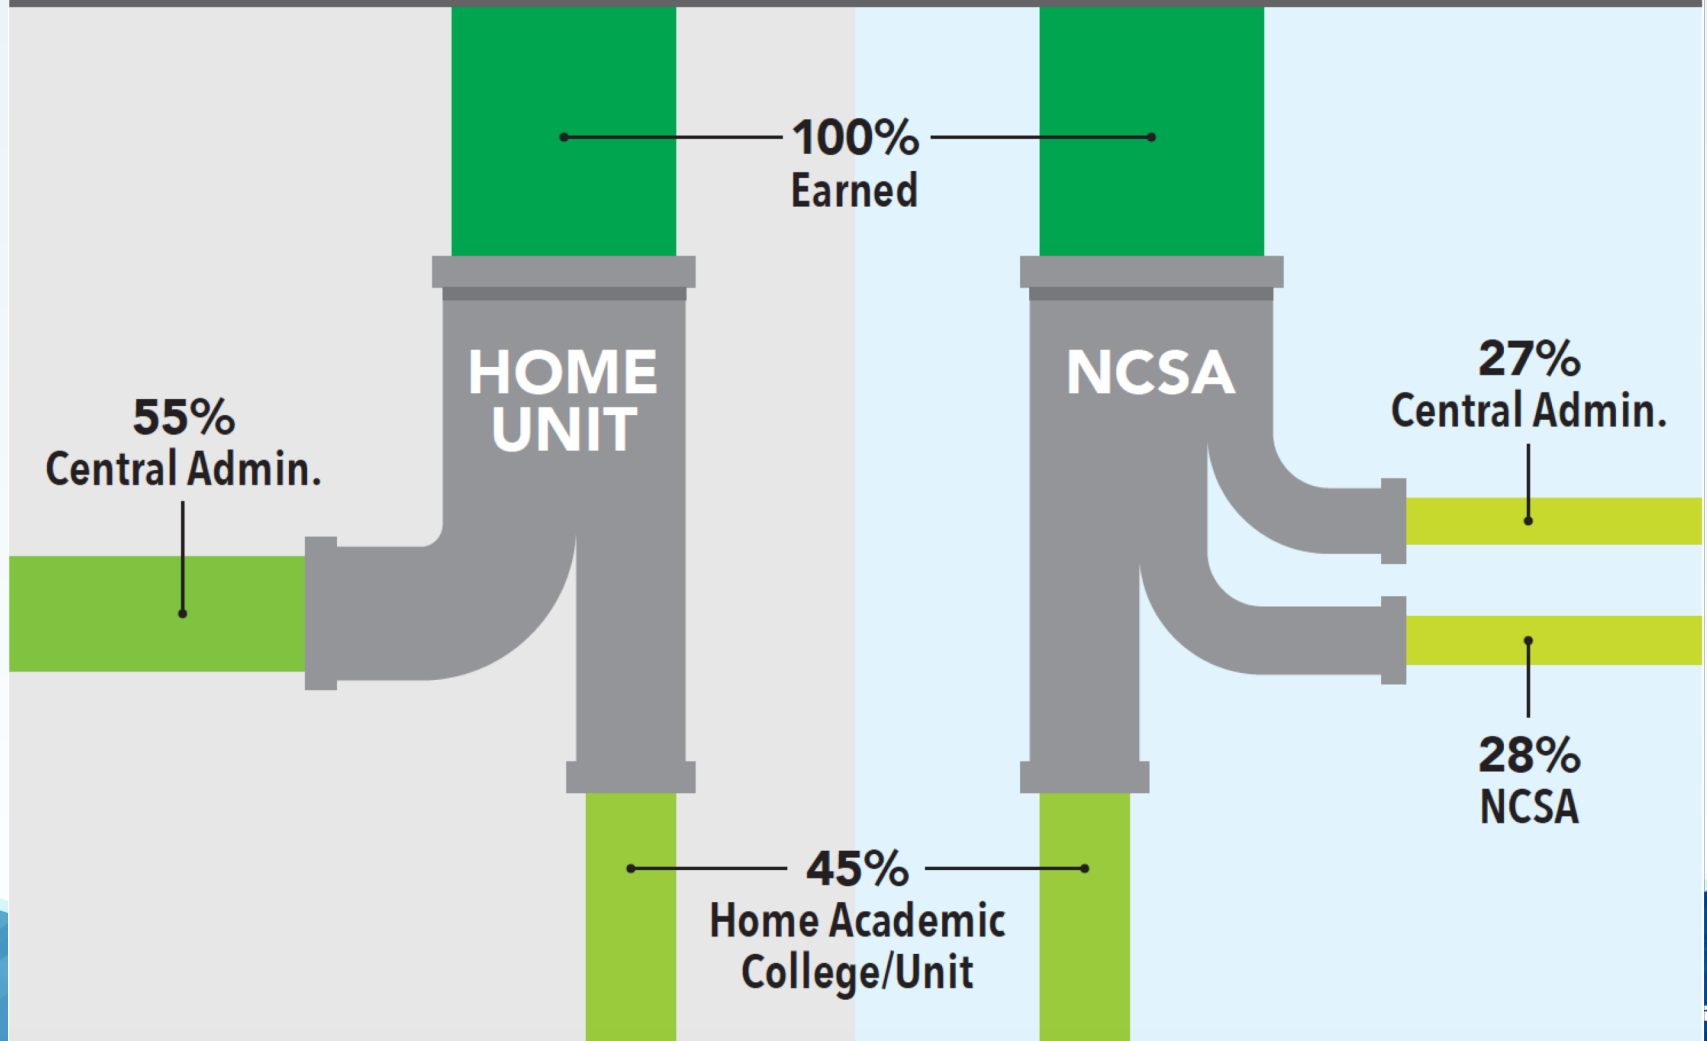 100%
Earned
HOME
UNIT
NCSA
55%
Central Admin.
27%
Central Admin.
28%
NCSA
45%
Home Academic
College/Unit